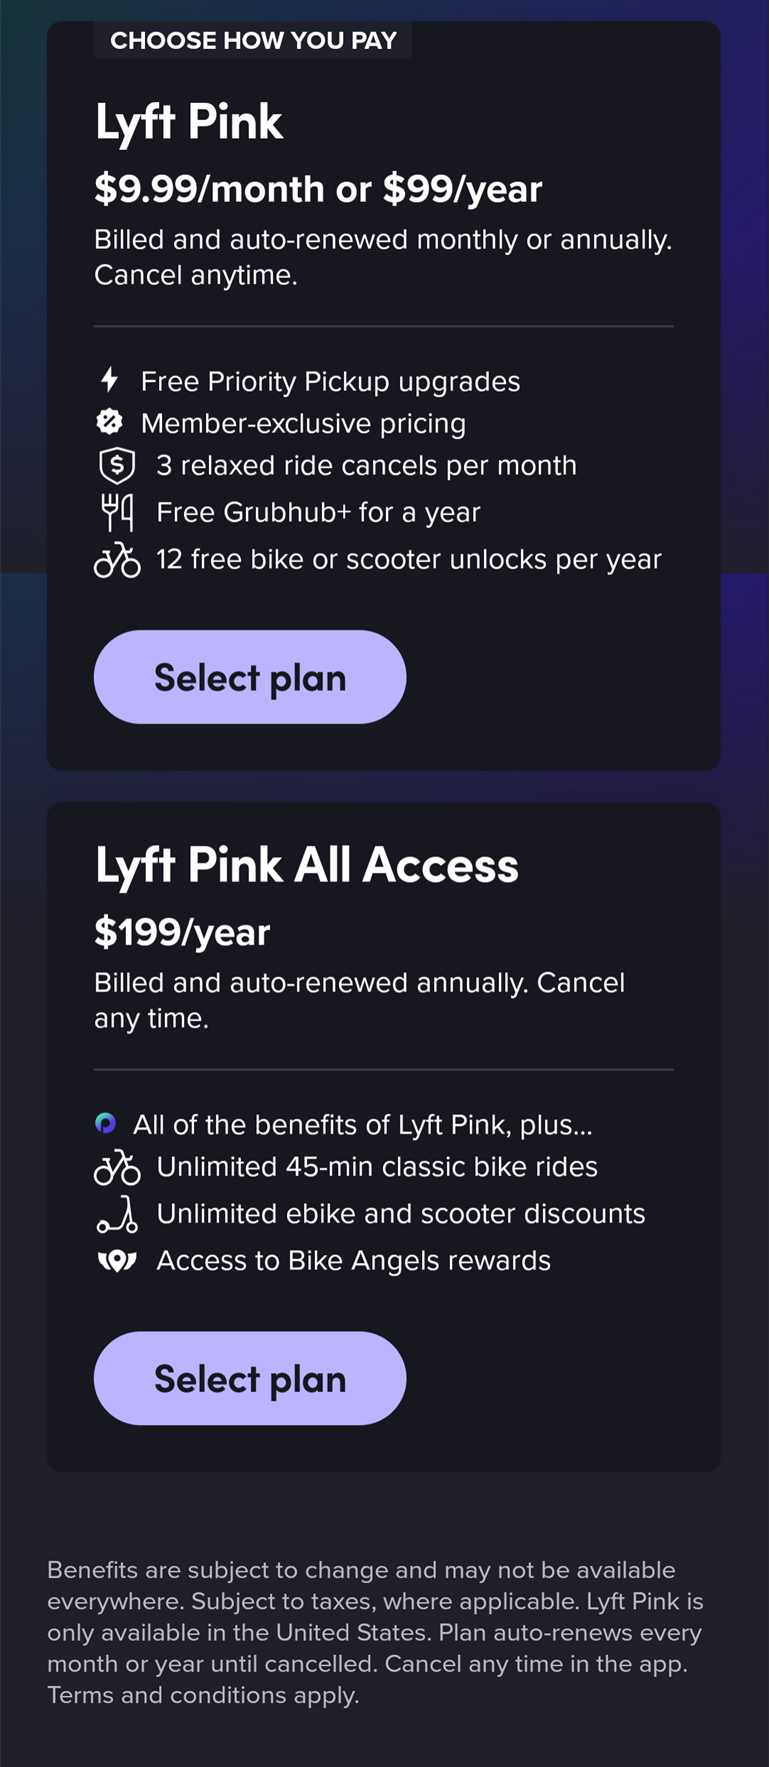 CHOOSE HOW YOU PAY
Lyft Pink
$9.99/month or $99/year
Billed and auto-renewed monthly or annually.
Cancel anytime.
Free Priority Pickup upgrades
Member-exclusive pricing
3 relaxed ride cancels per month
Free Grubhub+ for a year
12 free bike or scooter unlocks per year
Select plan
Lyft Pink All Access
$199/year
Billed and auto-renewed annually. Cancel
any time.
All of the benefits of Lyft Pink, plus...
Unlimited 45-min classic bike rides
Unlimited ebike and scooter discounts
Access to Bike Angels rewards
Select plan
Benefits are subject to change and may not be available
everywhere. Subject to taxes, where applicable. Lyft Pink is
only available in the United States. Plan auto-renews every
month or year until cancelled. Cancel any time in the app.
Terms and conditions apply.